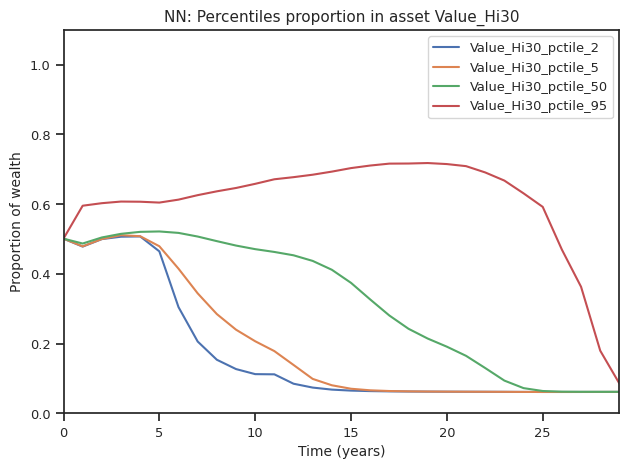 NN: Percentiles proportion in asset Value_Hi30
Value_Hi30_pctile_2
Value_Hi30_pctile_5
Value_Hi30_pctile_50
Value_Hi30_pctile_95
Proportion of wealth
1.0
0.8
0.6
0.4
0.2
0.0
0 5 10 15 20 25
Time (years)